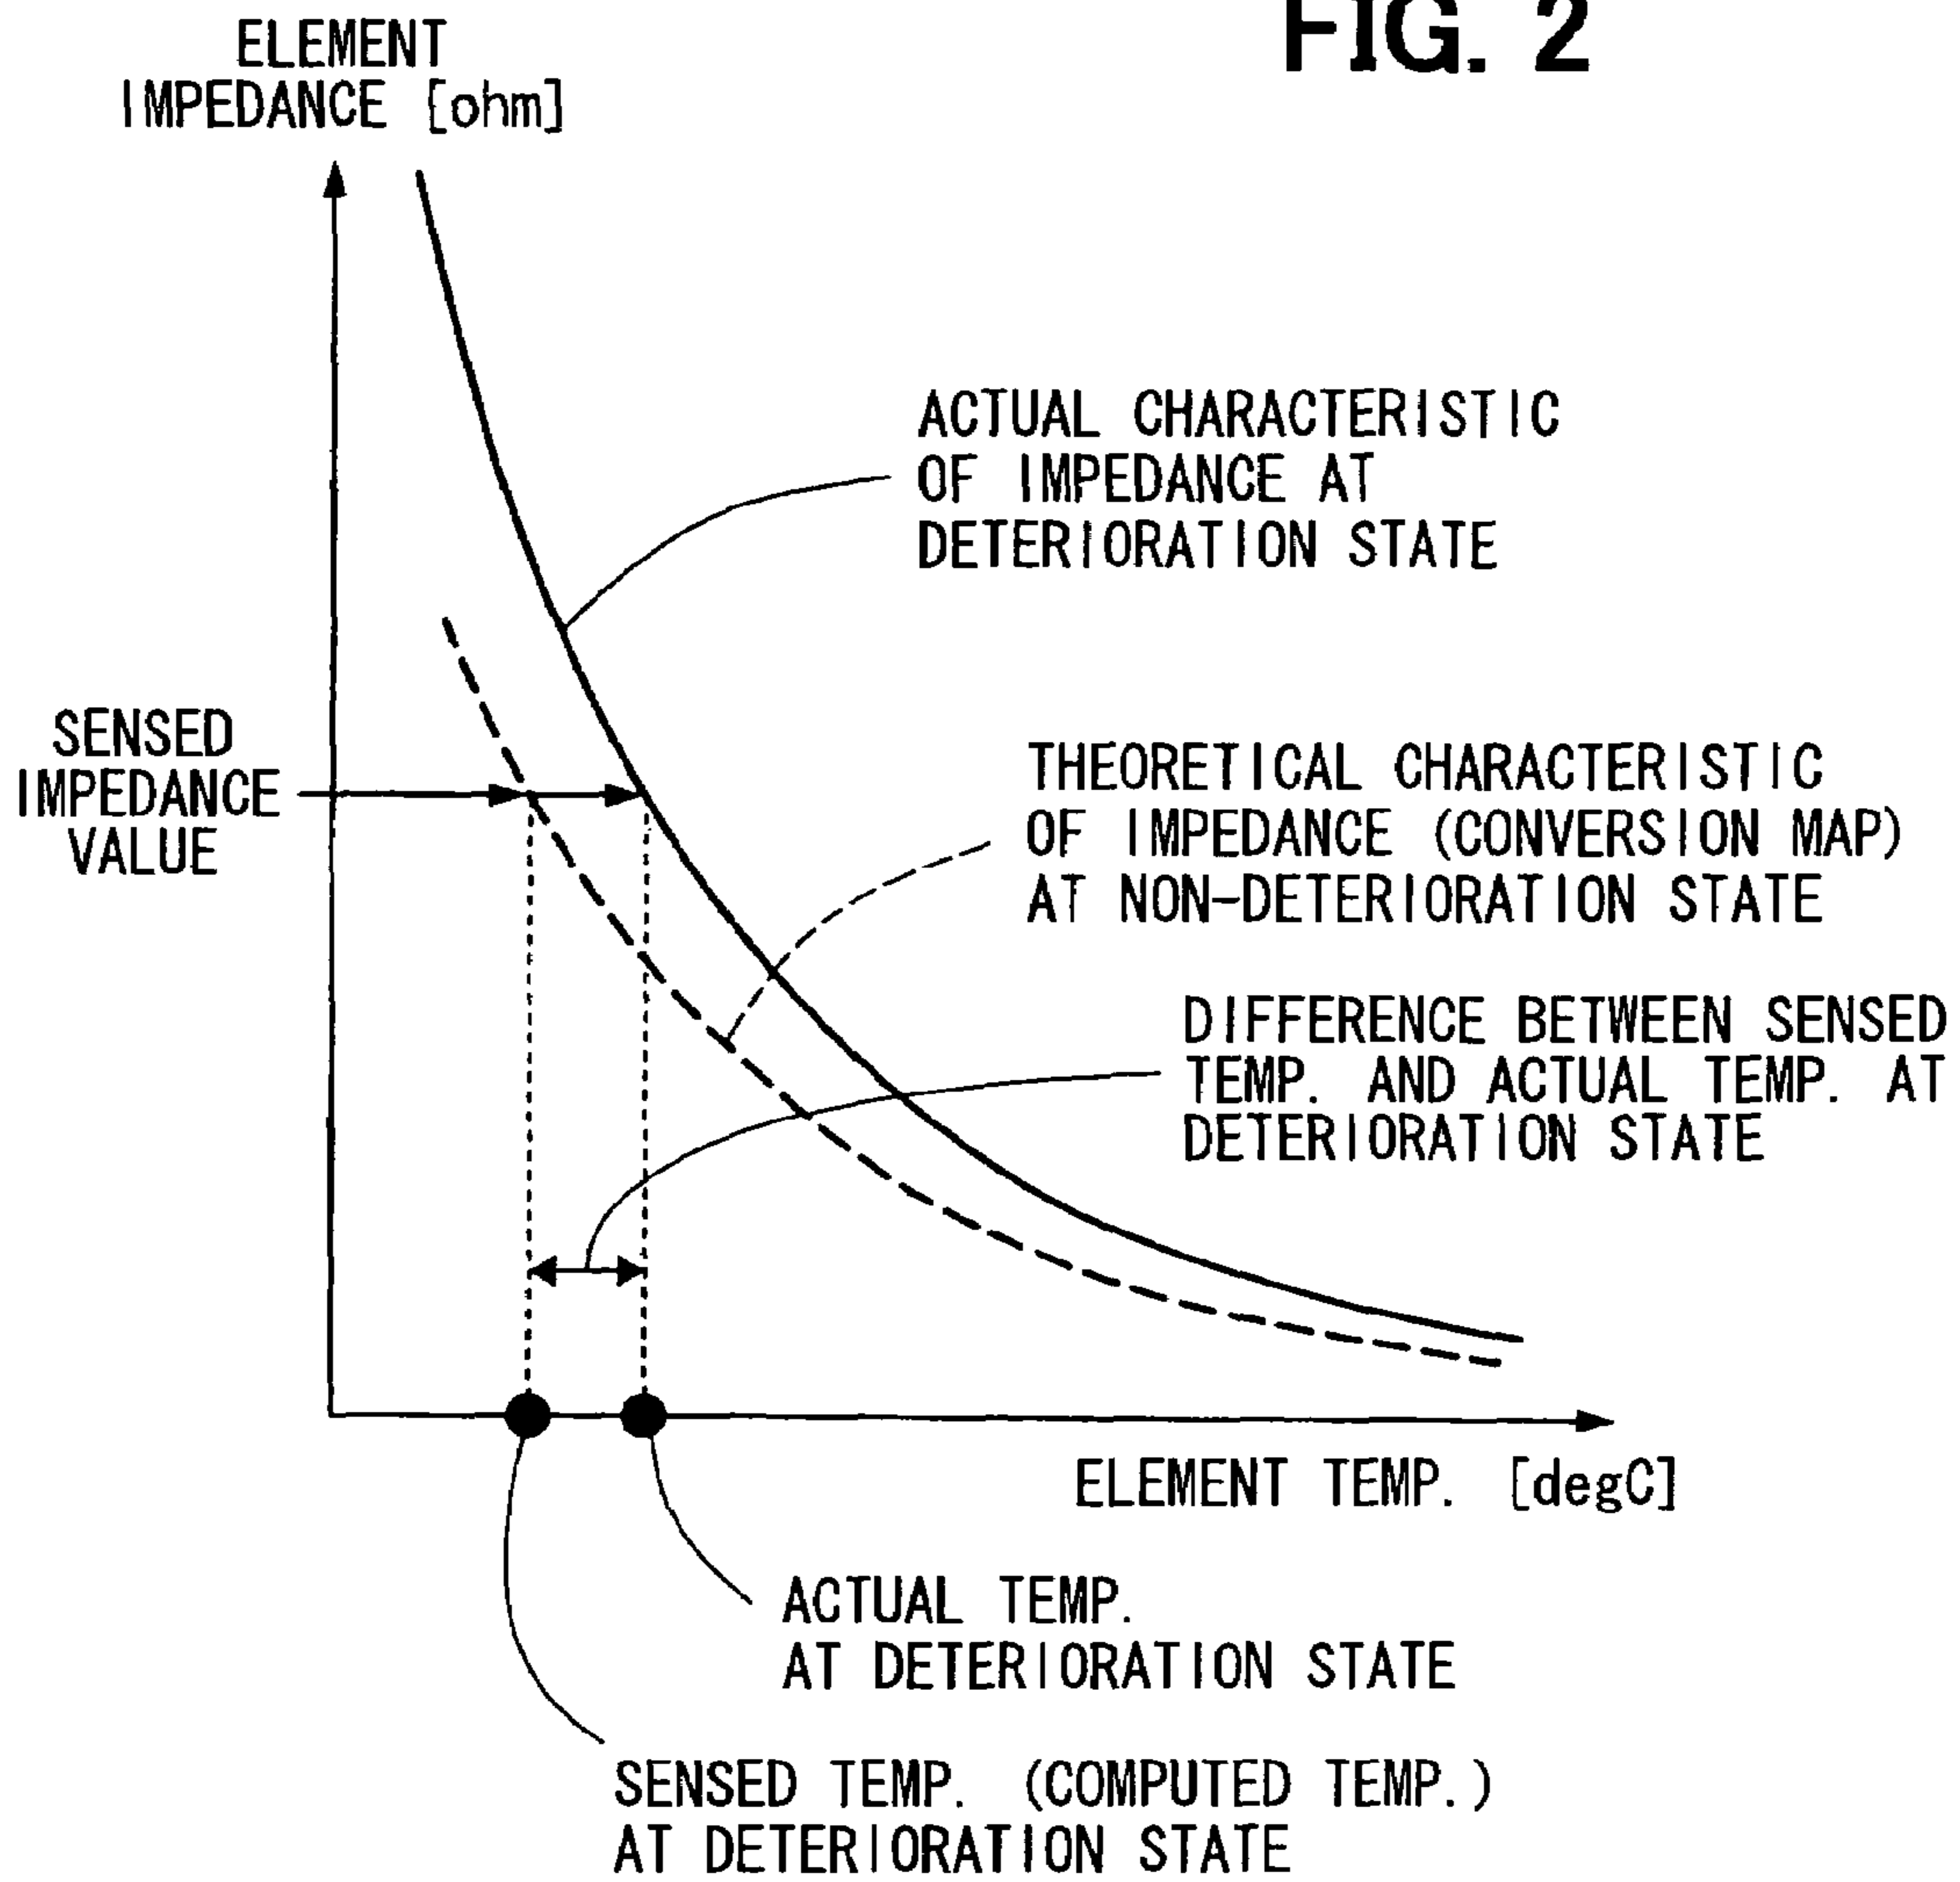 FIG. 2
ELEMENT
IMPEDANCE [ohm]
ACTUAL CHARACTERISTIC
OF IMPEDANCE AT
DETERIORATION STATE
SENSED
IMPEDANCE
VALUE
THEORETICAL CHARACTERISTIC
OF IMPEDANCE (CONVERSION MAP)
AT NON-DETERIORATION STATE
DIFFERENCE BETWEEN SENSED
TEMP. AND ACTUAL TEMP. AT
DETERIORATION STATE
ELEMENT TEMP. [degC]
ACTUAL TEMP.
AT DETERIORATION STATE
SENSED TEMP. (COMPUTED TEMP.)
AT DETERIORATION STATE